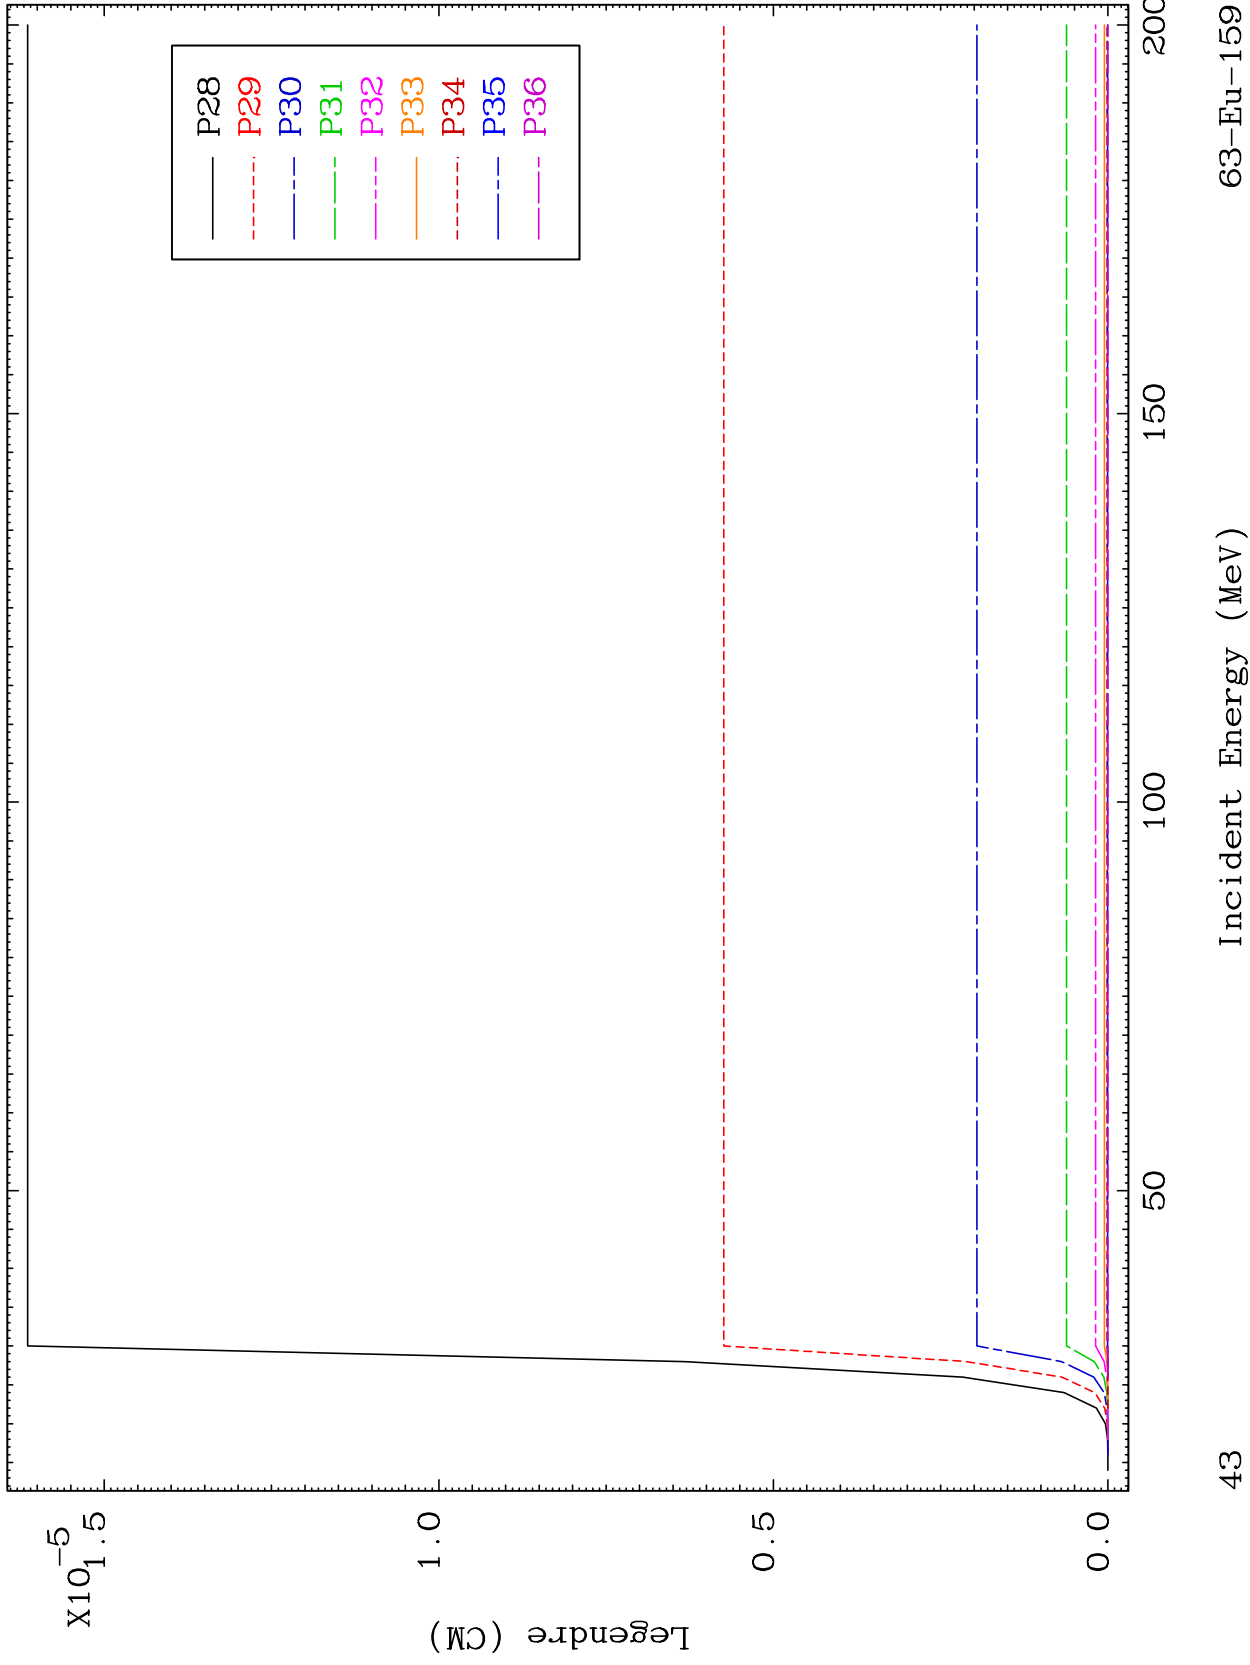 X10-5
1.5
1.0
0.5
0.0
Legendre (CM)
P28
P29
P30
P31
P32
P33
P34
P35
P36
50
100
150
200
43
Incident Energy (MeV)
63-Eu-159